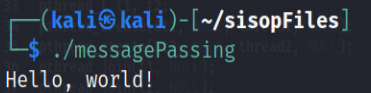 ┌──(kali㉿kali)-[~/sisopFiles]
└─$ ./messagePassing
Hello, world!